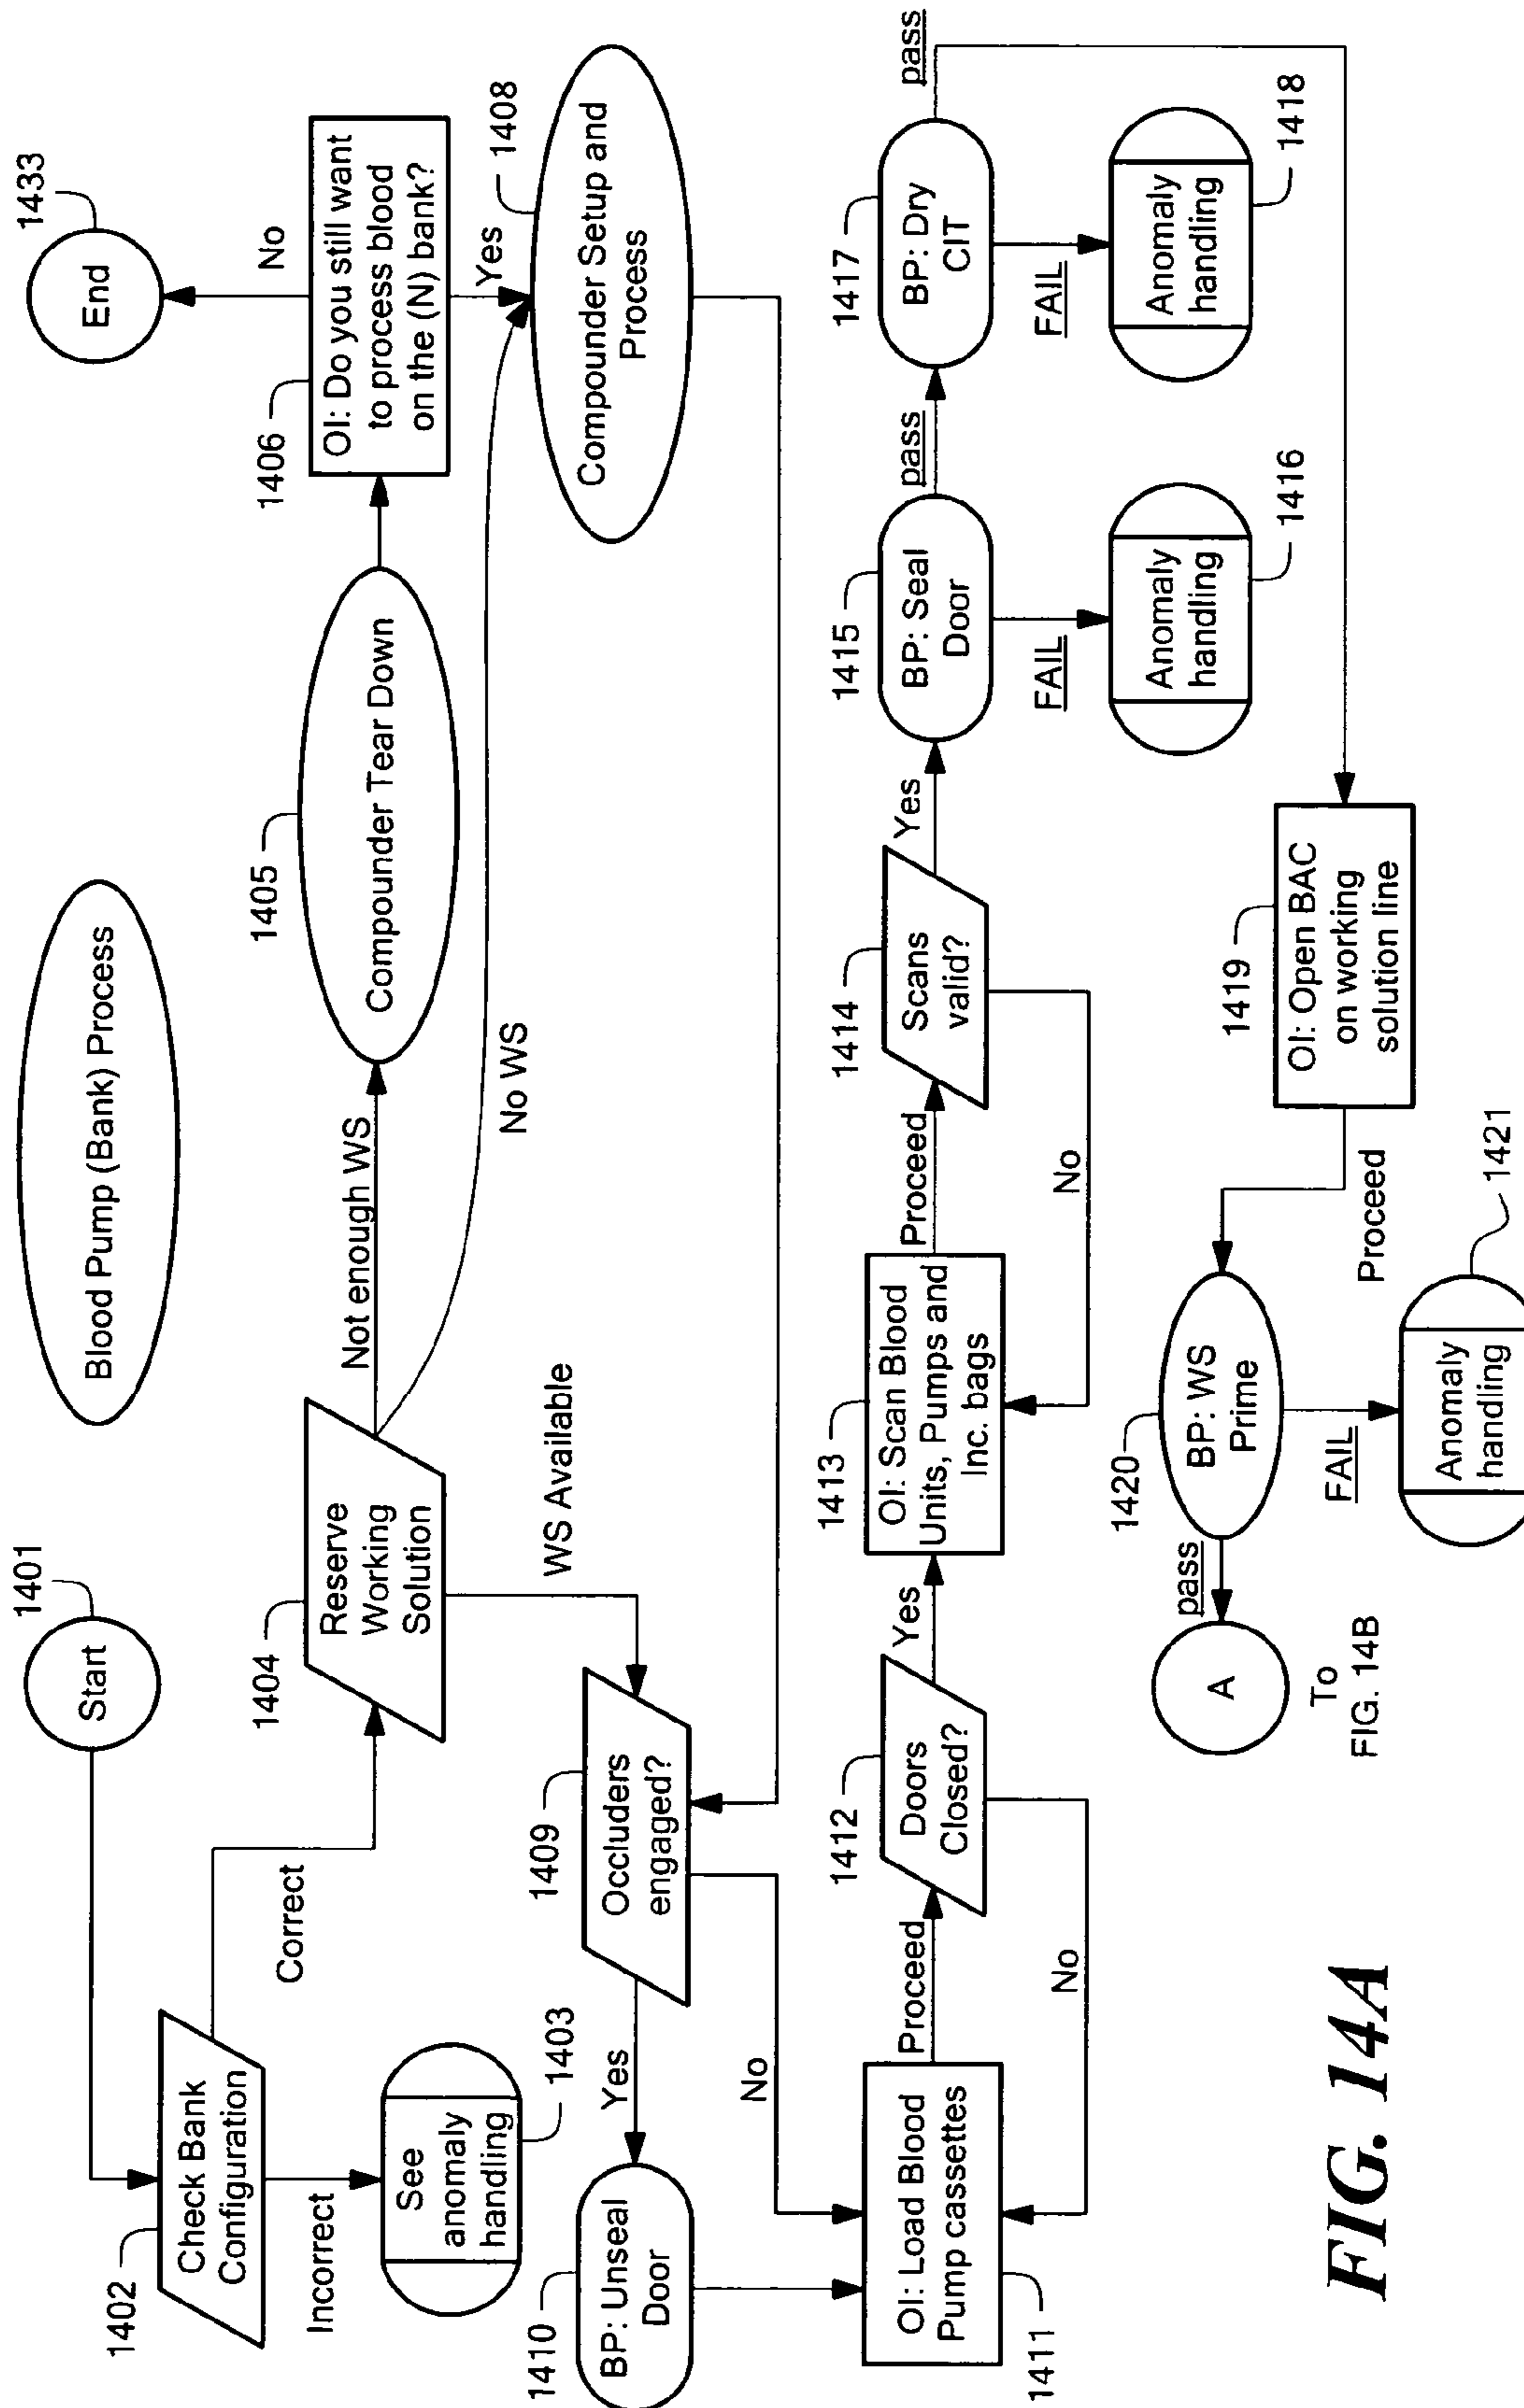 Blood Pump (Bank) Process
1401
Start
1402
Check Bank
Configuration
Correct
Incorrect
See
anomaly
handling
1403
1404
Reserve
Working
Solution
Not enough WS
No WS
WS Available
1405
Compounder Tear Down
1406
OI: Do you still want
to process blood
on the (N) bank?
No
1433
End
Yes
1408
Compounder Setup and
Process
1409
Occluders
engaged?
Yes
No
1410
BP: Unseal
Door
1411
OI: Load Blood
Pump cassettes
Proceed
1412
Doors
Closed?
No
Yes
1413
OI: Scan Blood
Units, Pumps and
Inc. bags
Proceed
1414
Scans
valid?
No
Yes
1415
BP: Seal
Door
FAIL
Anomaly
handling
1416
pass
1417
BP: Dry
CIT
FAIL
Anomaly
handling
1418
pass
1419
OI: Open BAC
on working
solution line
Proceed
1420
BP: WS
Prime
FAIL
Anomaly
handling
1421
pass
A
To
FIG. 14B
FIG. 14A